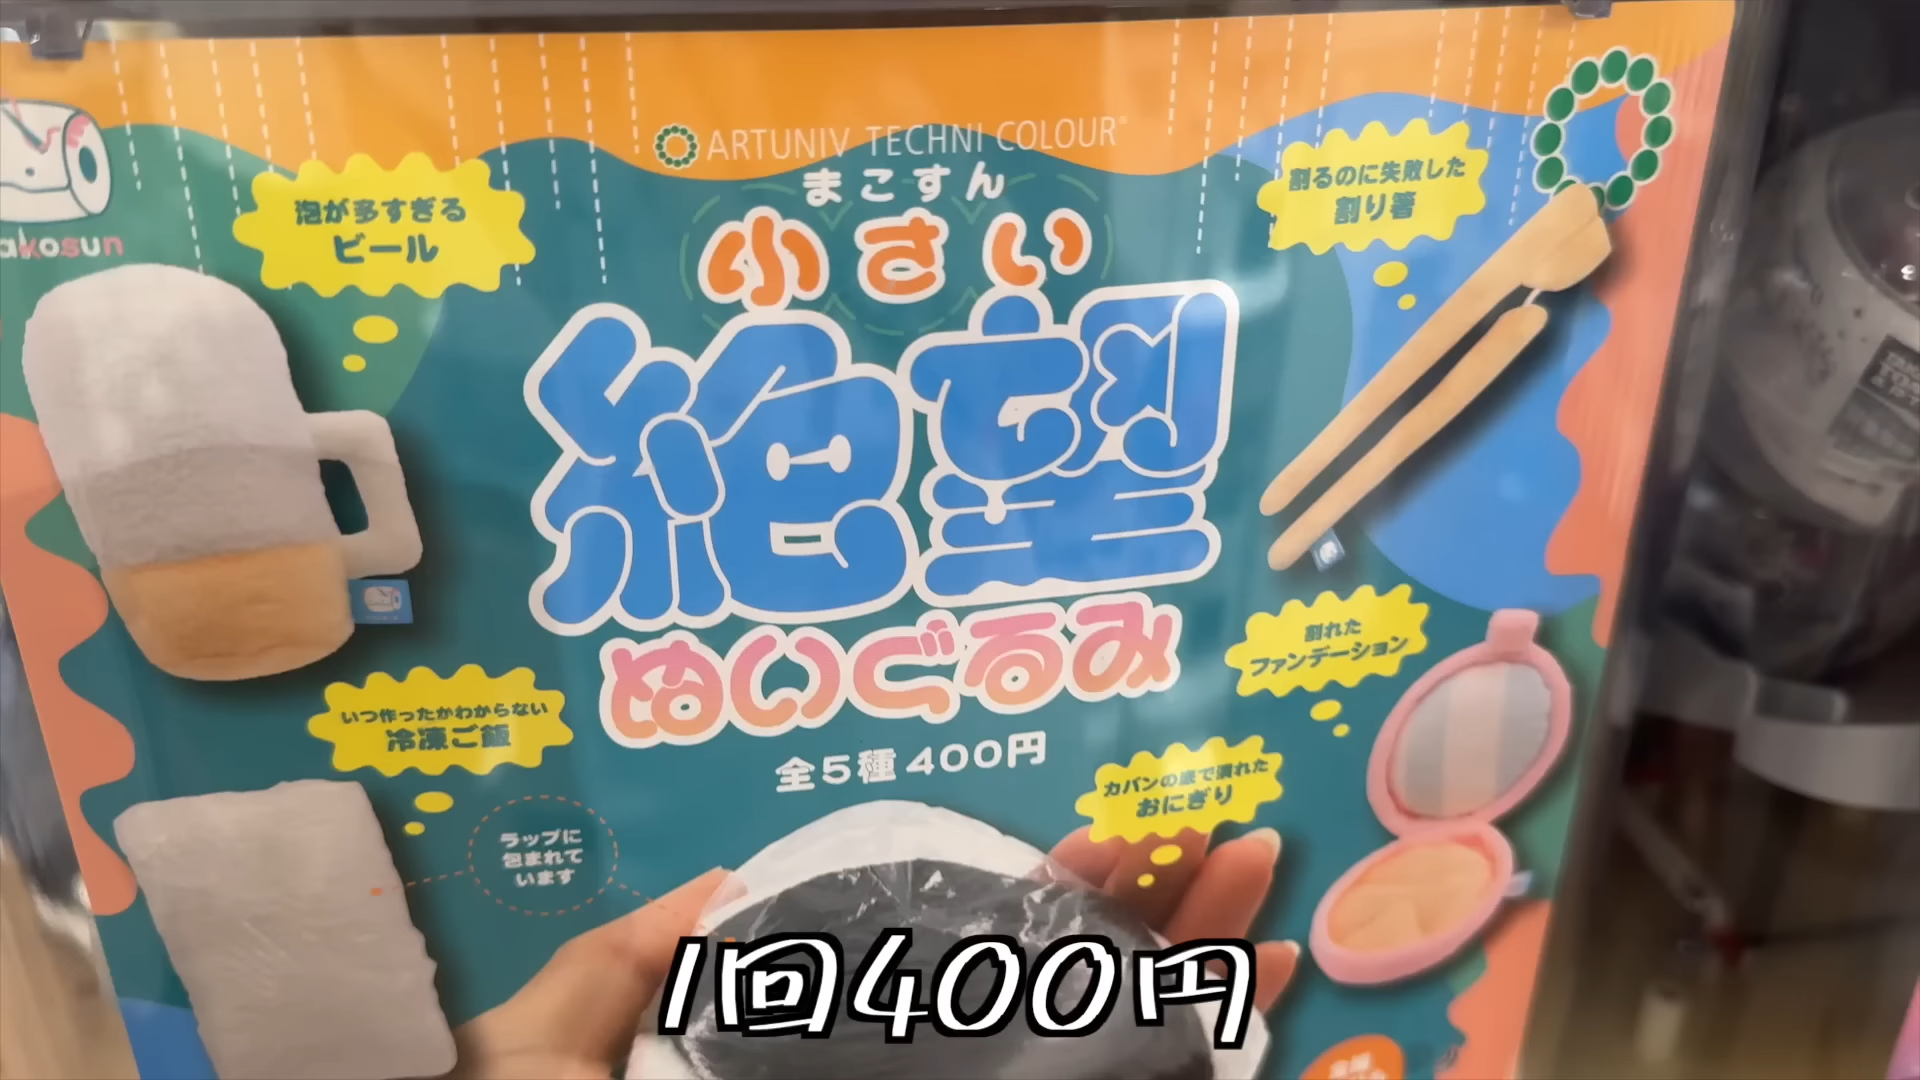 ARTUNIV TECHNI COLOUR
まこすん
小さい
絶望
ぬいぐるみ
全5種 400円
akosun
泡が多すぎる
ビール
割るのに失敗した
割り箸
いつ作ったかわからない
冷凍ご飯
ラップに
包まれて
います
割れた
ファンデーション
カバンの底で潰れた
おにぎり
1回400円